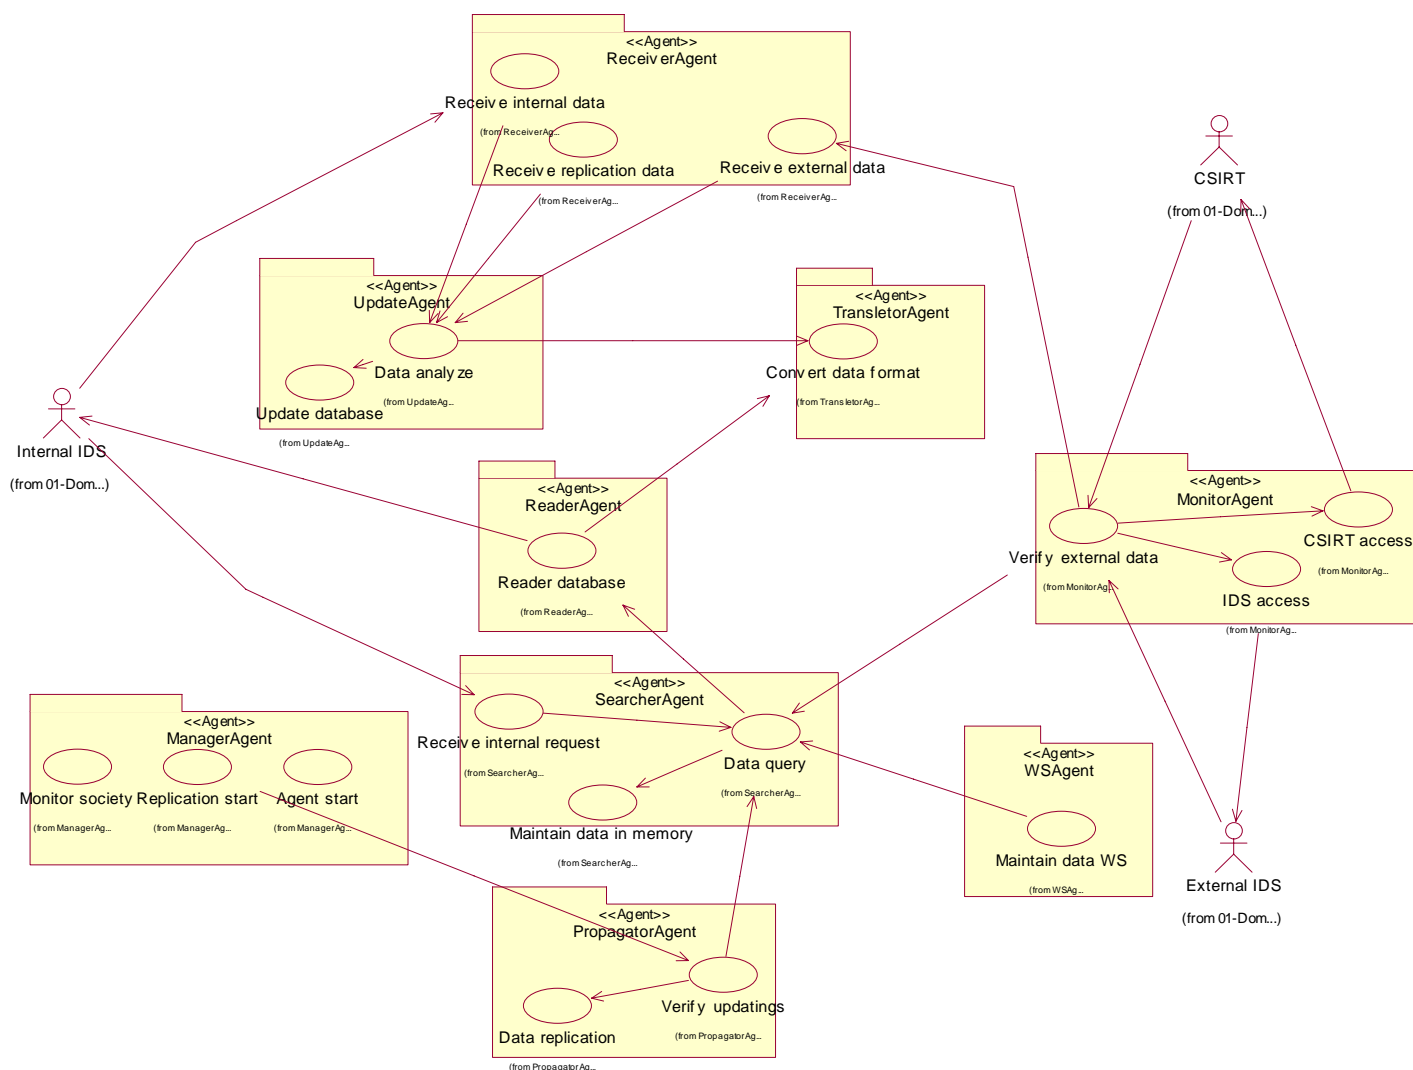 <<Agent>>
ReceiverAgent
Receive internal data
(from ReceiverAg...
Receive replication data
(from ReceiverAg...
Receive external data
(from ReceiverAg...
CSIRT
(from 01-Dom...)
<<Agent>>
UpdateAgent
Data analyze
(from UpdateAg...
Update database
(from UpdateAg...
<<Agent>>
TransletorAgent
Convert data format
(from TransletorAg...
Internal IDS
(from 01-Dom...)
<<Agent>>
ReaderAgent
Reader database
(from ReaderAg...
<<Agent>>
MonitorAgent
Verify external data
(from MonitorAg...
CSIRT access
(from MonitorAg...
IDS access
(from MonitorAg...
<<Agent>>
SearcherAgent
Receive internal request
(from SearcherAg...
Data query
(from SearcherAg...
Maintain data in memory
(from SearcherAg...
<<Agent>>
ManagerAgent
Monitor society
(from ManagerAg...
Replication start
(from ManagerAg...
Agent start
(from ManagerAg...
<<Agent>>
WSAgent
Maintain data WS
(from WSAg...
External IDS
(from 01-Dom...)
<<Agent>>
PropagatorAgent
Verify updatings
(from PropagatorAg...
Data replication
(from PropagatorAg...